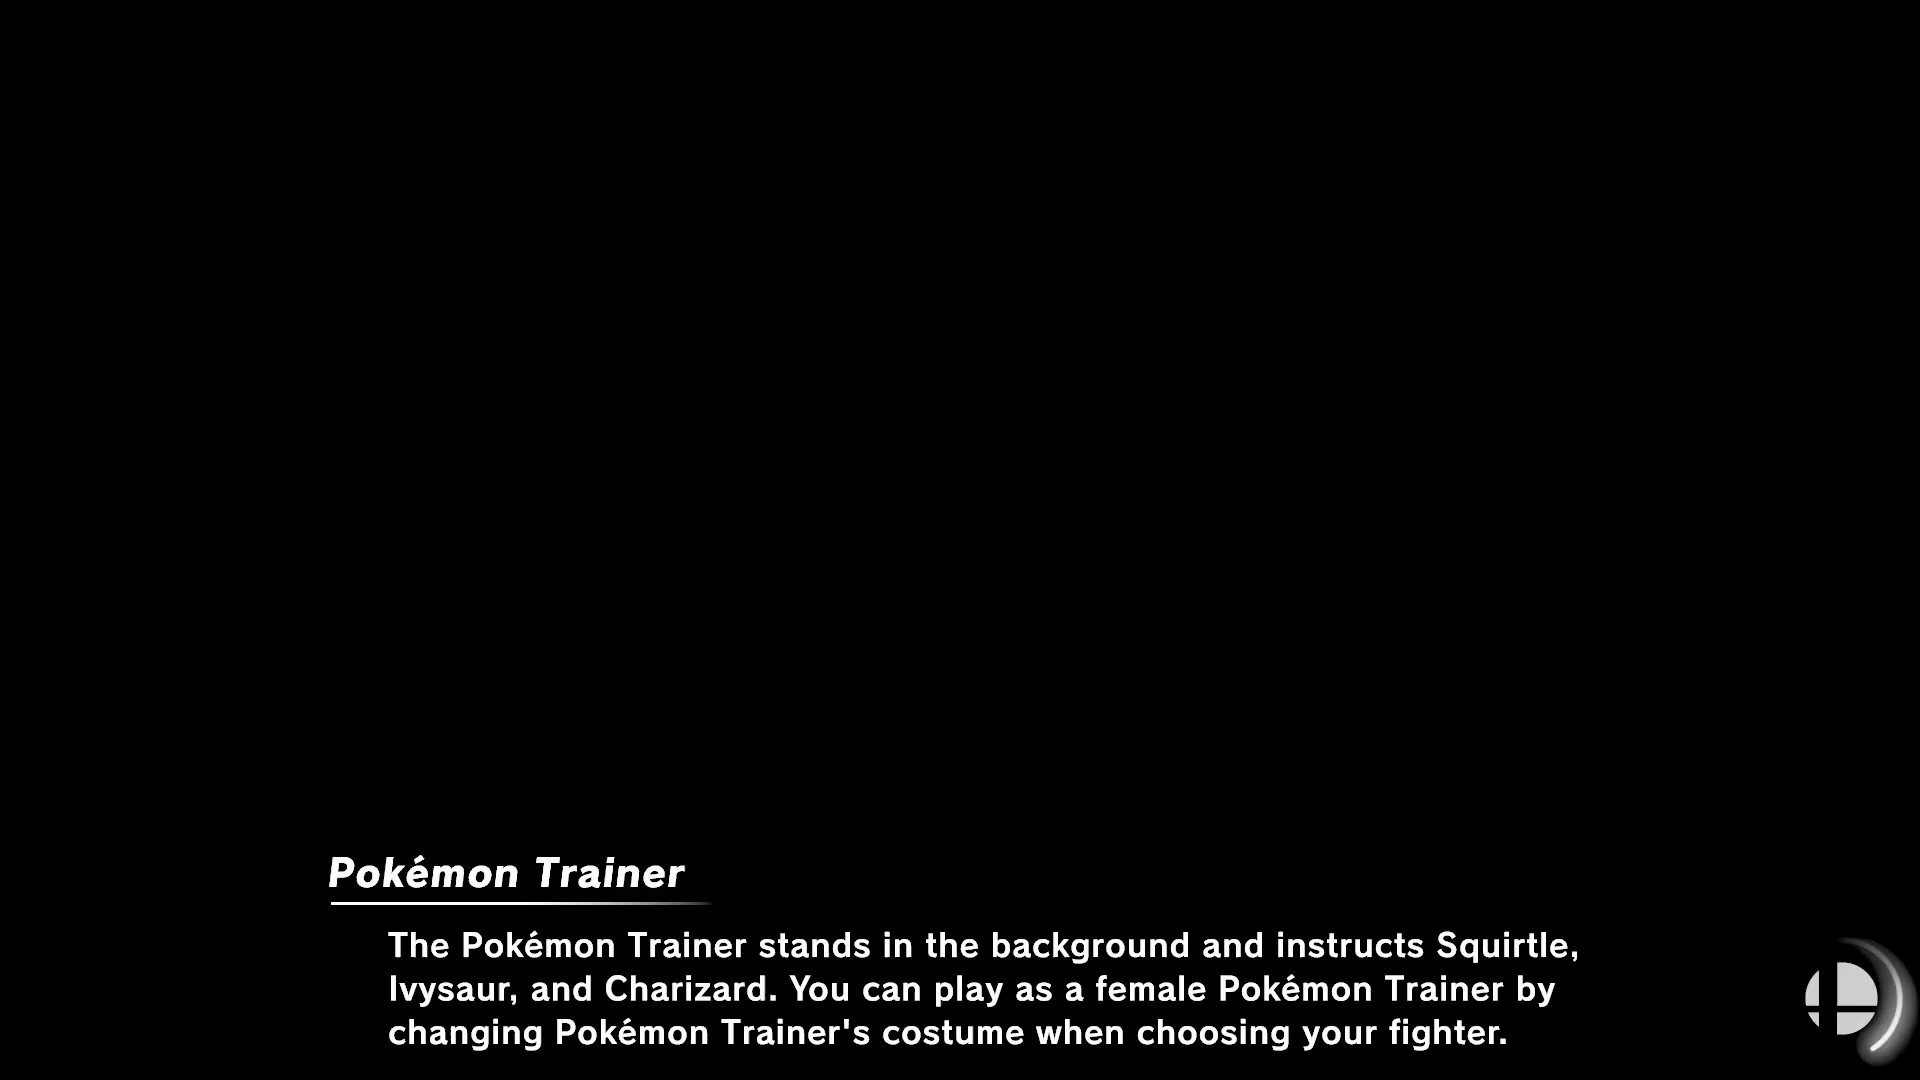 Pokémon Trainer
The Pokémon Trainer stands in the background and instructs Squirtle,
Ivysaur, and Charizard. You can play as a female Pokémon Trainer by
changing Pokémon Trainer's costume when choosing your fighter.